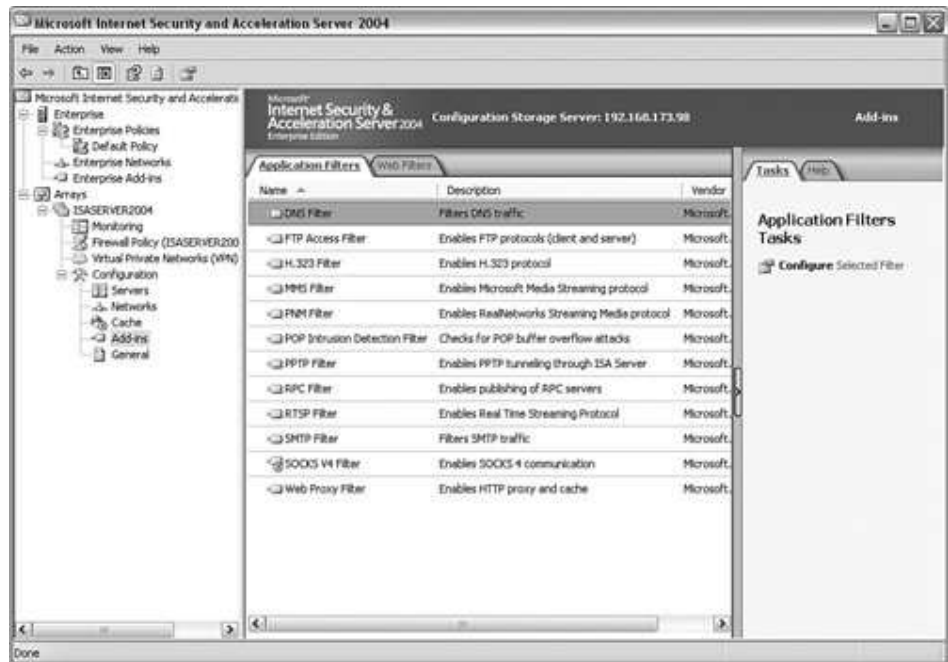 Microsoft Internet Security and Acceleration Server 2004
File Action View Help
Microsoft Internet Security and Accelerati
Enterprise
Enterprise Policies
Default Policy
Enterprise Networks
Enterprise Add-ins
Arrays
ISASERVER2004
Monitoring
Firewall Policy (ISASERVER200
Virtual Private Networks (VPN)
Configuration
Servers
Networks
Cache
Add-ins
General
Microsoft
Internet Security &
Acceleration Server 2004
Enterprise Edition
Configuration Storage Server: 192.168.173.98
Add-ins
Application Filters Web Filters
Name Description Vendor
DNS Filter Filters DNS traffic Microsoft
FTP Access Filter Enables FTP protocols (client and server) Microsoft
H.323 Filter Enables H.323 protocol Microsoft
MMS Filter Enables Microsoft Media Streaming protocol Microsoft
PNM Filter Enables RealNetworks Streaming Media protocol Microsoft
POP Intrusion Detection Filter Checks for POP buffer overflow attacks Microsoft
PPTP Filter Enables PPTP tunneling through ISA Server Microsoft
RPC Filter Enables publishing of RPC servers Microsoft
RTSP Filter Enables Real Time Streaming Protocol Microsoft
SMTP Filter Filters SMTP traffic Microsoft
SOCKS V4 Filter Enables SOCKS 4 communication Microsoft
Web Proxy Filter Enables HTTP proxy and cache Microsoft
Tasks Help
Application Filters
Tasks
Configure Selected Filter
Done